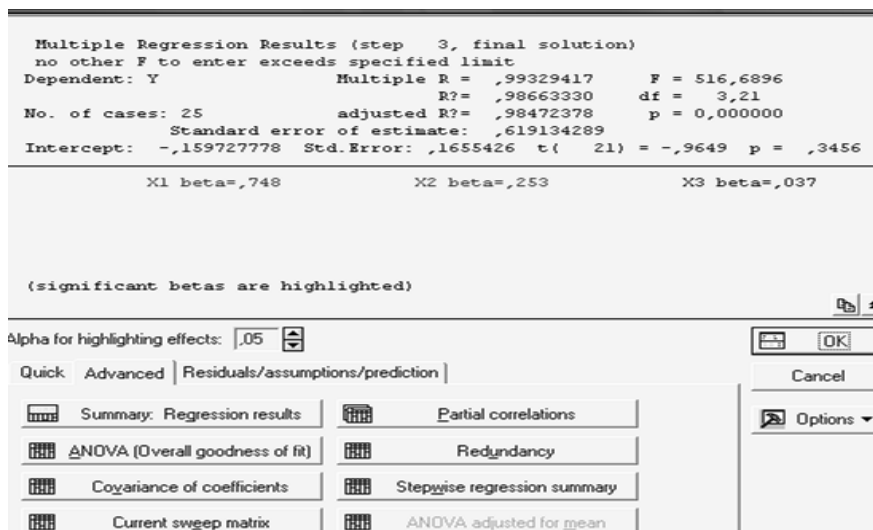 Multiple Regression Results (step 3, final solution)
no other F to enter exceeds specified limit
Dependent: Y Multiple R = ,99329417 F = 516,6896
R?= ,98663330 df = 3,21
No. of cases: 25 adjusted R?= ,98472378 p = 0,000000
Standard error of estimate: ,619134289
Intercept: -,159727778 Std.Error: ,1655426 t( 21) = -,9649 p = ,3456
X1 beta=,748 X2 beta=,253 X3 beta=,037
(significant betas are highlighted)
Alpha for highlighting effects: ,05 OK
Quick Advanced Residuals/assumptions/prediction Cancel
Summary: Regression results Partial correlations Options
ANOVA (Overall goodness of fit) Redundancy
Covariance of coefficients Stepwise regression summary
Current sweep matrix ANOVA adjusted for mean